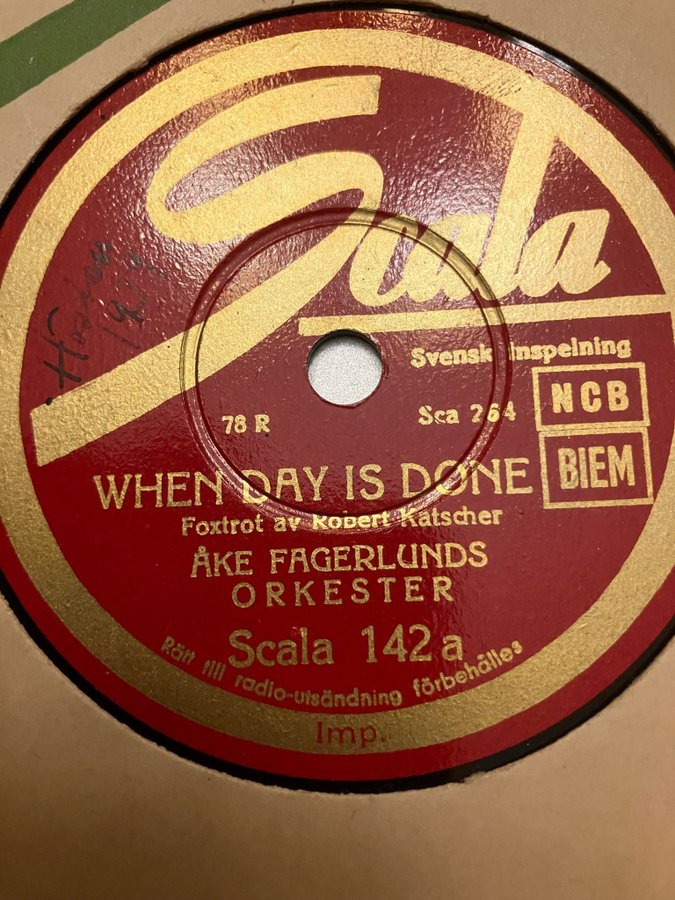 Scala
Svensk Inspelning
NCB
78 R
Sca 264
BIEM
WHEN DAY IS DONE
Foxtrot av Robert Katscher
ÅKE FAGERLUNDS
ORKESTER
Scala 142 a
Rätt till radio-utsändning förbehålles
Imp.